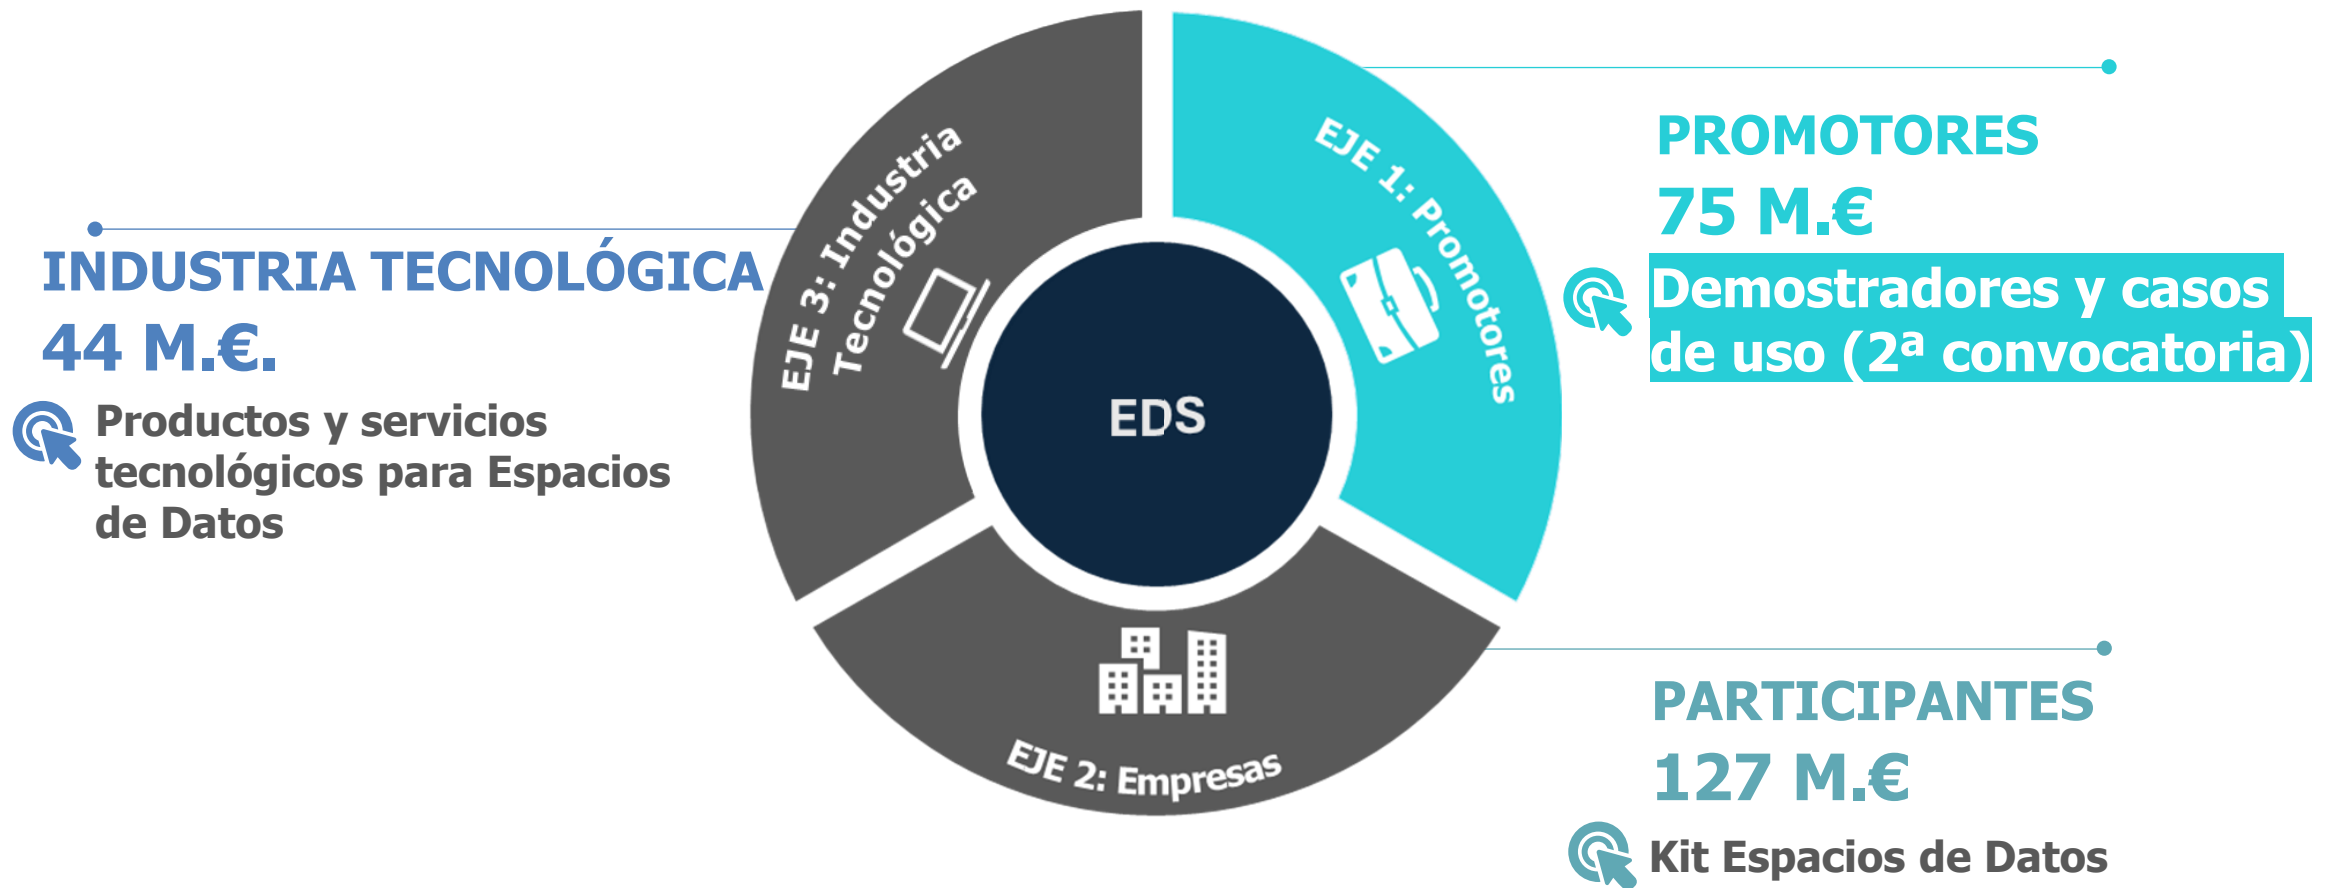 INDUSTRIA TECNOLÓGICA
44 M.€.
Productos y servicios
tecnológicos para Espacios
de Datos
EJE 3: Industria
Tecnológica
EDS
EJE 1: Promotores
EJE 2: Empresas
PROMOTORES
75 M.€
Demostradores y casos
de uso (2ª convocatoria)
PARTICIPANTES
127 M.€
Kit Espacios de Datos